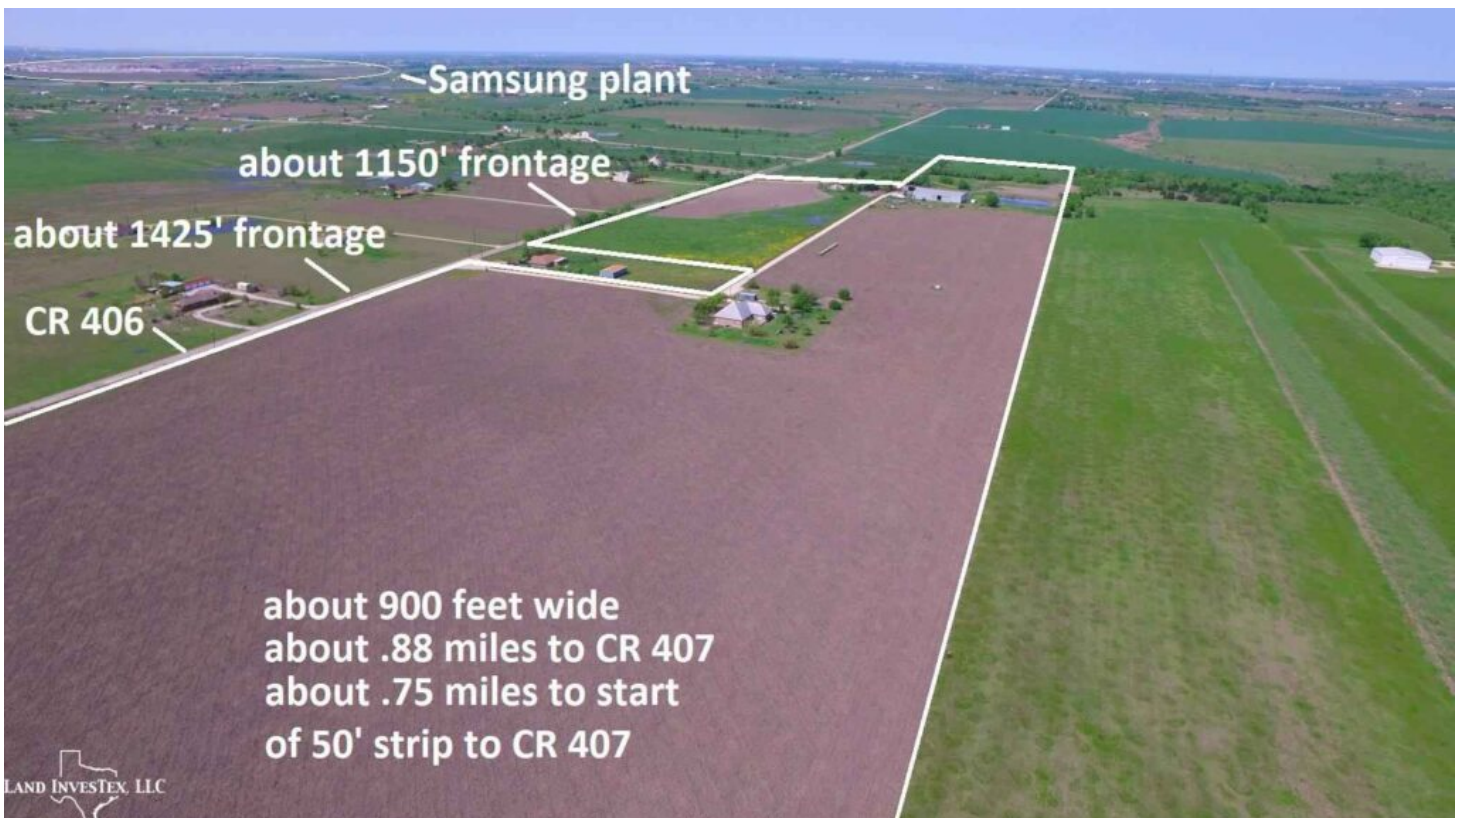 Samsung plant
about 1150' frontage
about 1425' frontage
CR 406
about 900 feet wide
about .88 miles to CR 407
about .75 miles to start
of 50' strip to CR 407
LAND INVESTEX, LLC